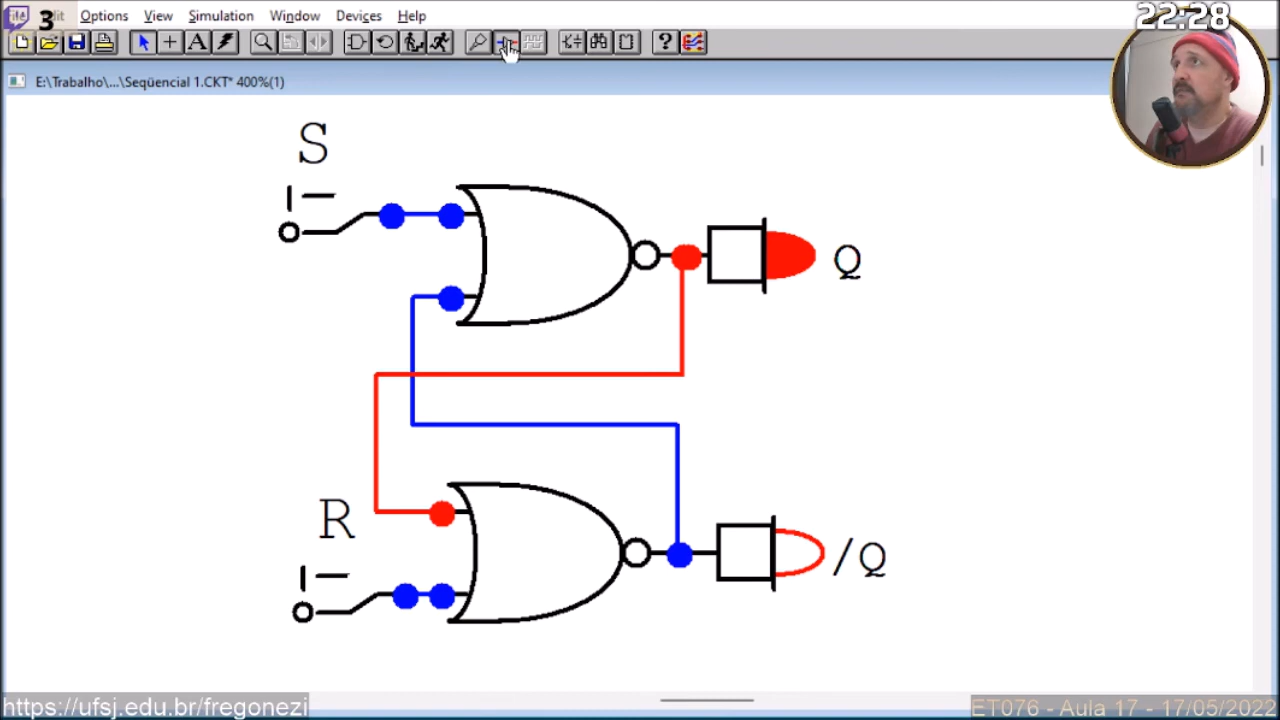 3
Options View Simulation Window Devices Help
22:28
E:\Trabalho\...\Seqüencial 1.CKT* 400%(1)
S
Q
R
/Q
https://ufsj.edu.br/fregonezi
ET076 - Aula 17 - 17/05/2022